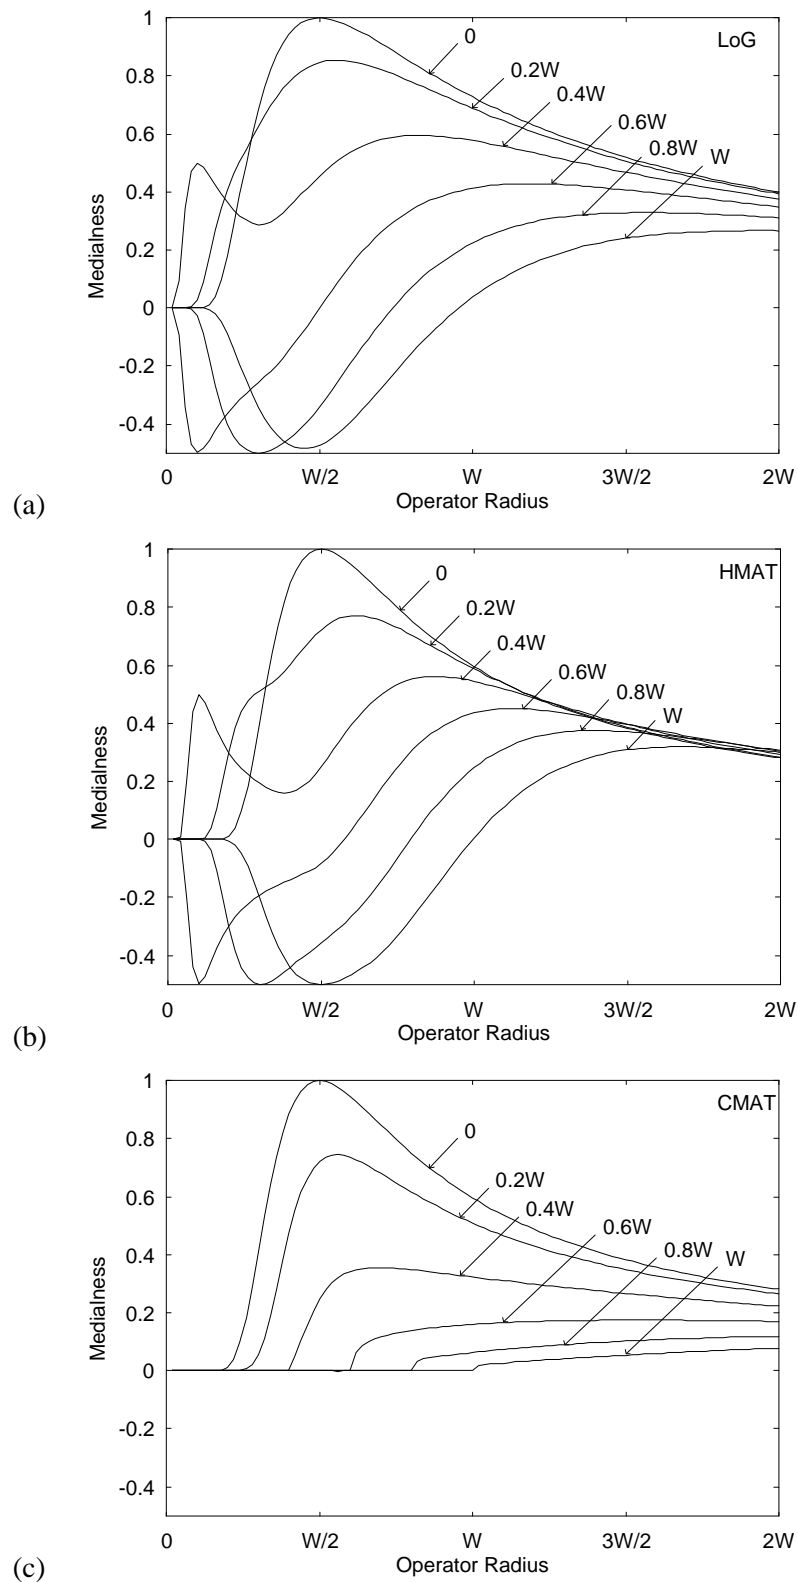 1
0
LoG
0.8
0.2W
0.4W
0.6
0.6W
0.8W
W
0.4
0.2
0
-0.2
-0.4
Medialness
0 W/2 W 3W/2 2W
Operator Radius
(a)
1
HMAT
0
0.8
0.2W
0.4W
0.6
0.6W
0.8W
W
0.4
0.2
0
-0.2
-0.4
Medialness
0 W/2 W 3W/2 2W
Operator Radius
(b)
1
CMAT
0
0.8
0.2W
0.4W
0.6
0.6W
0.8W
W
0.4
0.2
0
-0.2
-0.4
Medialness
0 W/2 W 3W/2 2W
Operator Radius
(c)